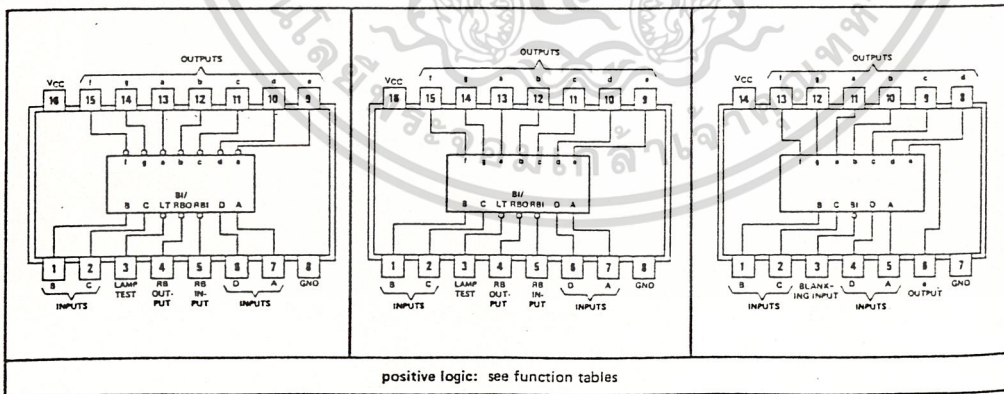 OUTPUTS
VCC f g a b c d e
16 15 14 13 12 11 10 9
f g a b c d e
BI/
B C LT RBO RBI D A
1 2 3 4 5 6 7 8
B C LAMP TEST RB OUT-PUT RB IN-PUT D A GND
INPUTS INPUTS
OUTPUTS
VCC f g a b c d e
16 15 14 13 12 11 10 9
f g a b c d e
BI/
B C LT RBO RBI D A
1 2 3 4 5 6 7 8
B C LAMP TEST RB OUT-PUT RB IN-PUT D A GND
INPUTS INPUTS
OUTPUTS
VCC f g a b c d
14 13 12 11 10 9 8
f g a b c d e
B C BI D A
1 2 3 4 5 6 7
B C BLANK-ING INPUT D A OUTPUT GND
INPUTS INPUTS
positive logic: see function tables